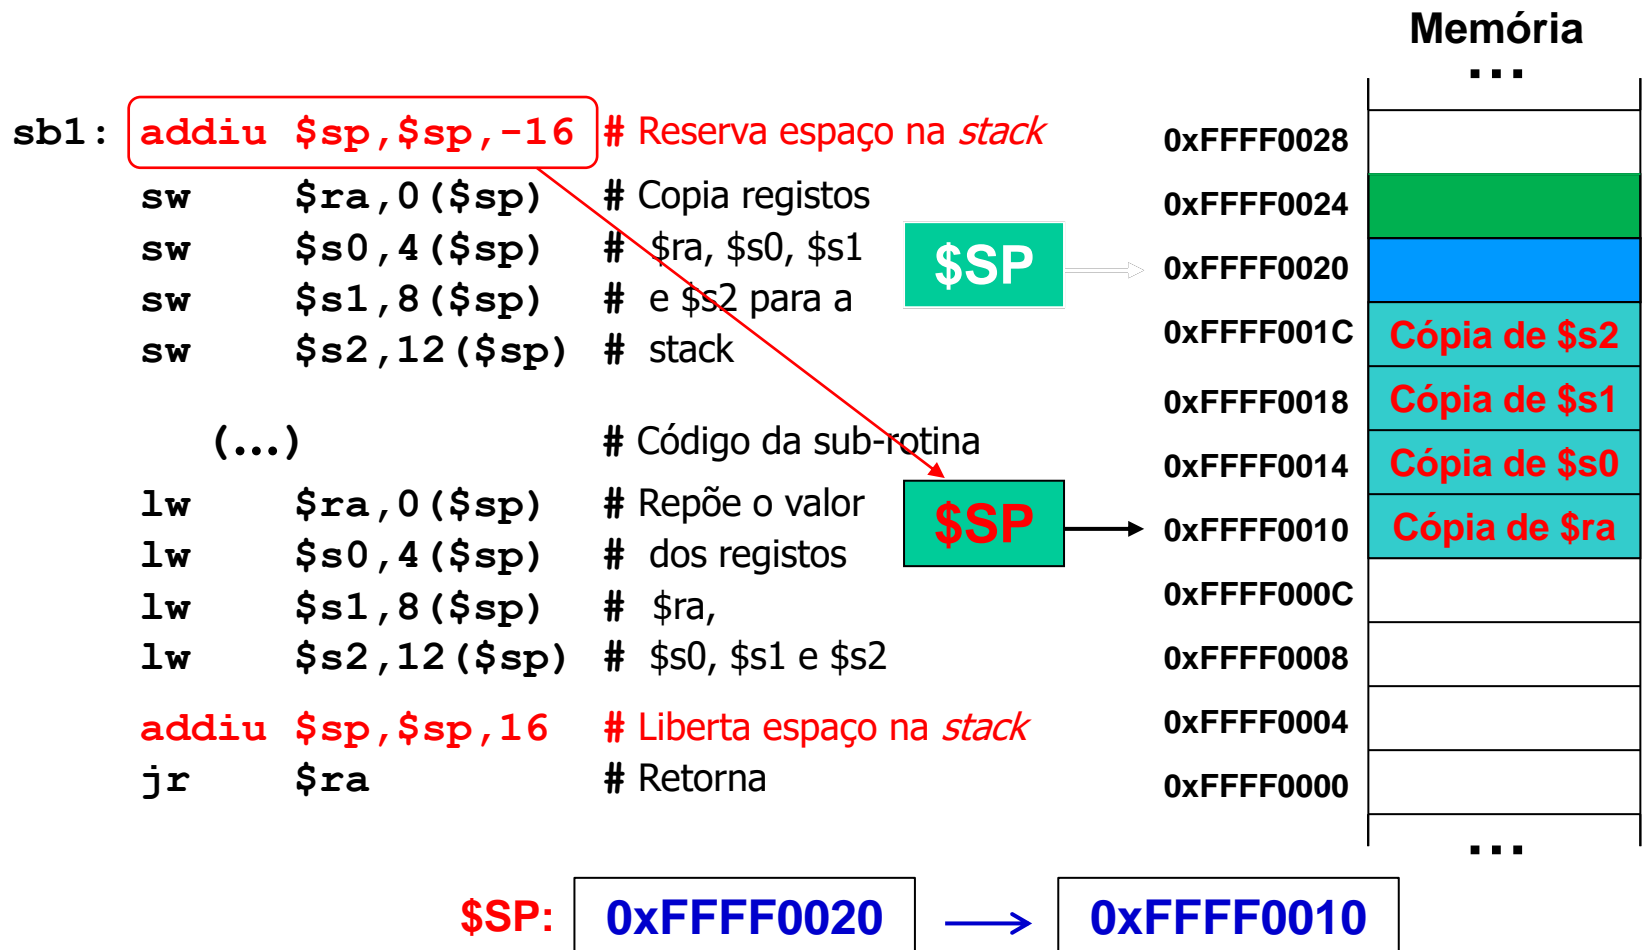 Memória
...
sb1: addiu $sp,$sp,-16 # Reserva espaço na stack
0xFFFF0028
sw $ra,0($sp) # Copia registos
0xFFFF0024
sw $s0,4($sp) # $ra, $s0, $s1
$SP
0xFFFF0020
sw $s1,8($sp) # e $s2 para a
0xFFFF001C Cópia de $s2
sw $s2,12($sp) # stack
0xFFFF0018 Cópia de $s1
(...) # Código da sub-rotina
0xFFFF0014 Cópia de $s0
lw $ra,0($sp) # Repõe o valor
$SP
0xFFFF0010 Cópia de $ra
lw $s0,4($sp) # dos registos
0xFFFF000C
lw $s1,8($sp) # $ra,
lw $s2,12($sp) # $s0, $s1 e $s2
0xFFFF0008
addiu $sp,$sp,16 # Liberta espaço na stack
0xFFFF0004
jr $ra # Retorna
0xFFFF0000
...
$SP: 0xFFFF0020 → 0xFFFF0010